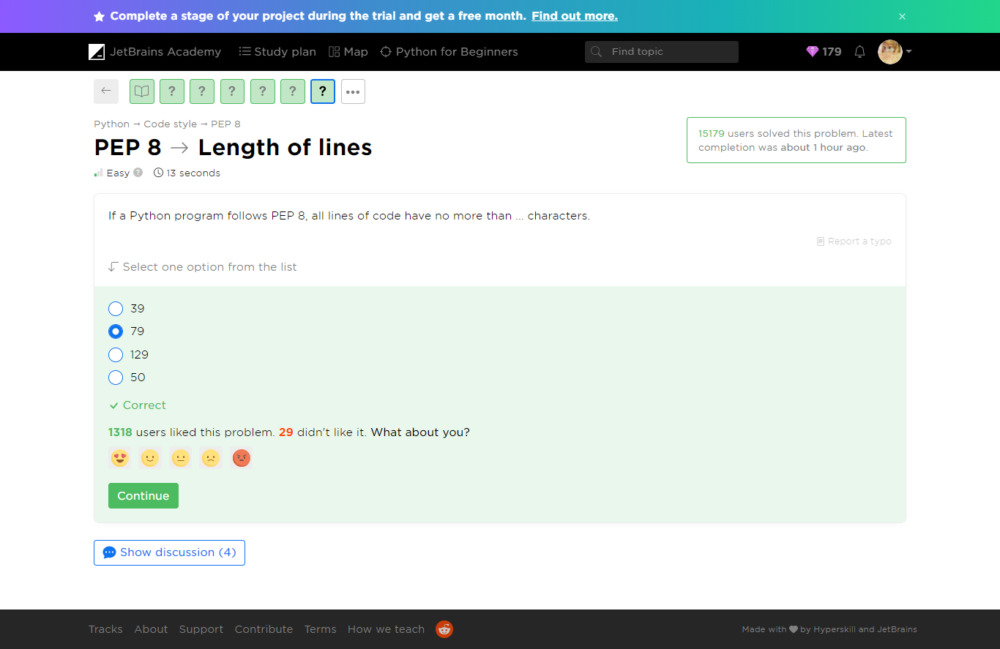 Complete a stage of your project during the trial and get a free month. Find out more.
JetBrains Academy Study plan Map Python for Beginners Find topic 179
? ? ? ? ? ?
Python → Code style → PEP 8
PEP 8 → Length of lines
Easy ? 13 seconds
15179 users solved this problem. Latest
completion was about 1 hour ago.
If a Python program follows PEP 8, all lines of code have no more than ... characters.
Report a typo
Select one option from the list
39
79
129
50
Correct
1318 users liked this problem. 29 didn't like it. What about you?
Continue
Show discussion (4)
Tracks About Support Contribute Terms How we teach Made with by Hyperskill and JetBrains